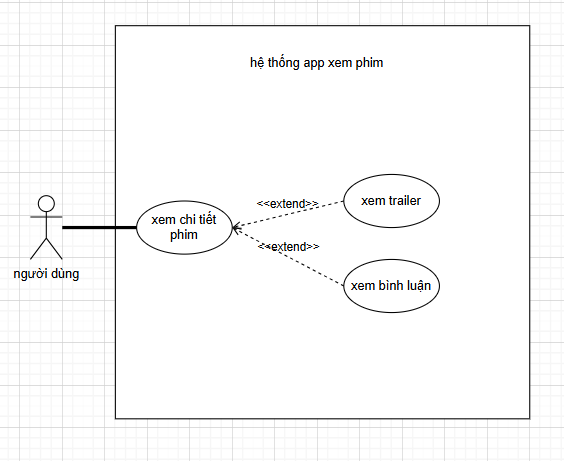 hệ thống app xem phim
<<extend>>
xem trailer
xem chi tiết
phim
<<extend>>
người dùng
xem bình luận